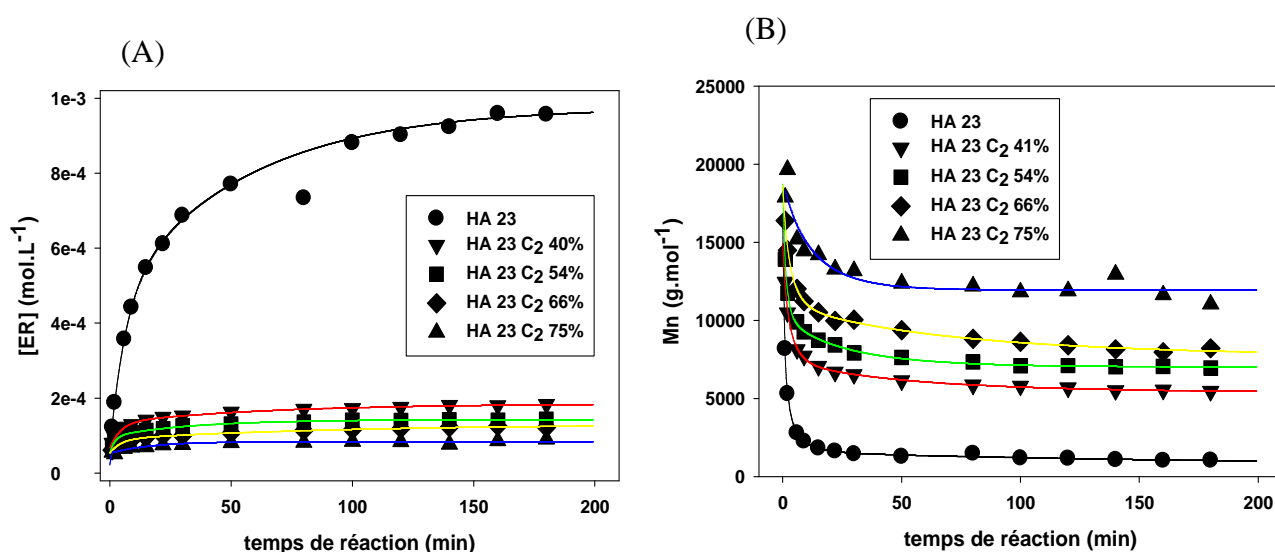 (A)
1e-3
8e-4
6e-4
4e-4
2e-4
0
[ER] (mol.L⁻¹)
HA 23
HA 23 C₂ 40%
HA 23 C₂ 54%
HA 23 C₂ 66%
HA 23 C₂ 75%
0 50 100 150 200
temps de réaction (min)
(B)
25000
20000
15000
10000
5000
0
Mn (g.mol⁻¹)
HA 23
HA 23 C₂ 41%
HA 23 C₂ 54%
HA 23 C₂ 66%
HA 23 C₂ 75%
0 50 100 150 200
temps de réaction (min)